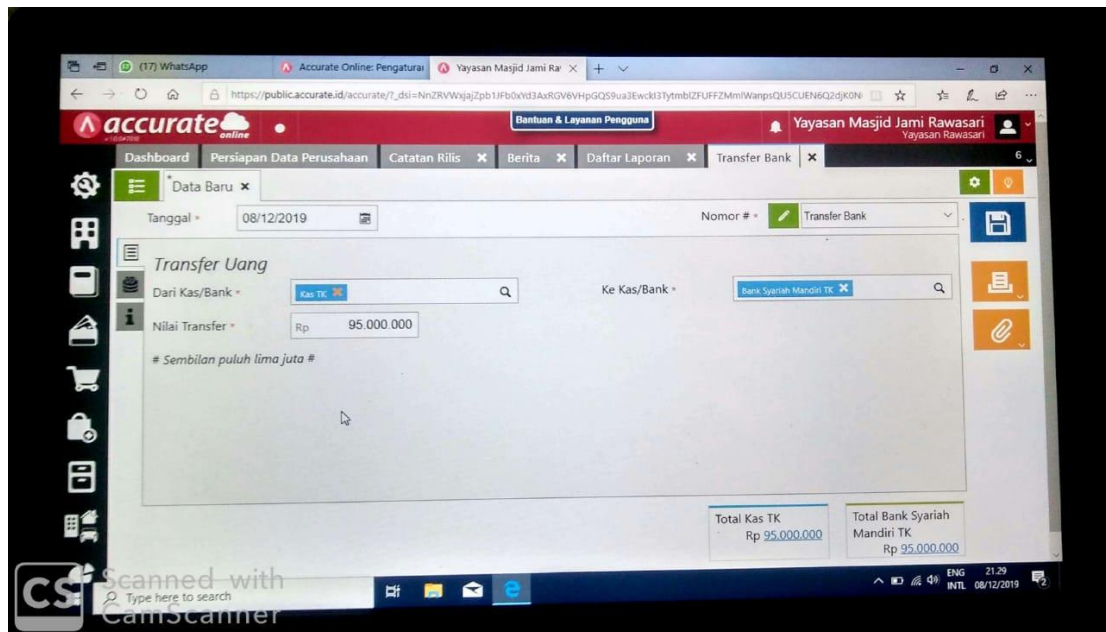 (17) WhatsApp
Accurate Online: Pengaturan
Yayasan Masjid Jami Ra
accurate
online
Bantuan & Layanan Pengguna
Yayasan Masjid Jami Rawasari
Yayasan Rawasari
Dashboard Persiapan Data Perusahaan Catatan Rilis Berita Daftar Laporan Transfer Bank 6
*Data Baru
Tanggal * 08/12/2019
Nomor # * Transfer Bank
Transfer Uang
Dari Kas/Bank * Kas TK
Ke Kas/Bank * Bank Syariah Mandiri TK
Nilai Transfer * Rp 95.000.000
# Sembilan puluh lima juta #
Total Kas TK
Rp 95.000.000
Total Bank Syariah
Mandiri TK
Rp 95.000.000
CS Scanned with
CamScanner
Type here to search
ENG
INTL
21.29
08/12/2019